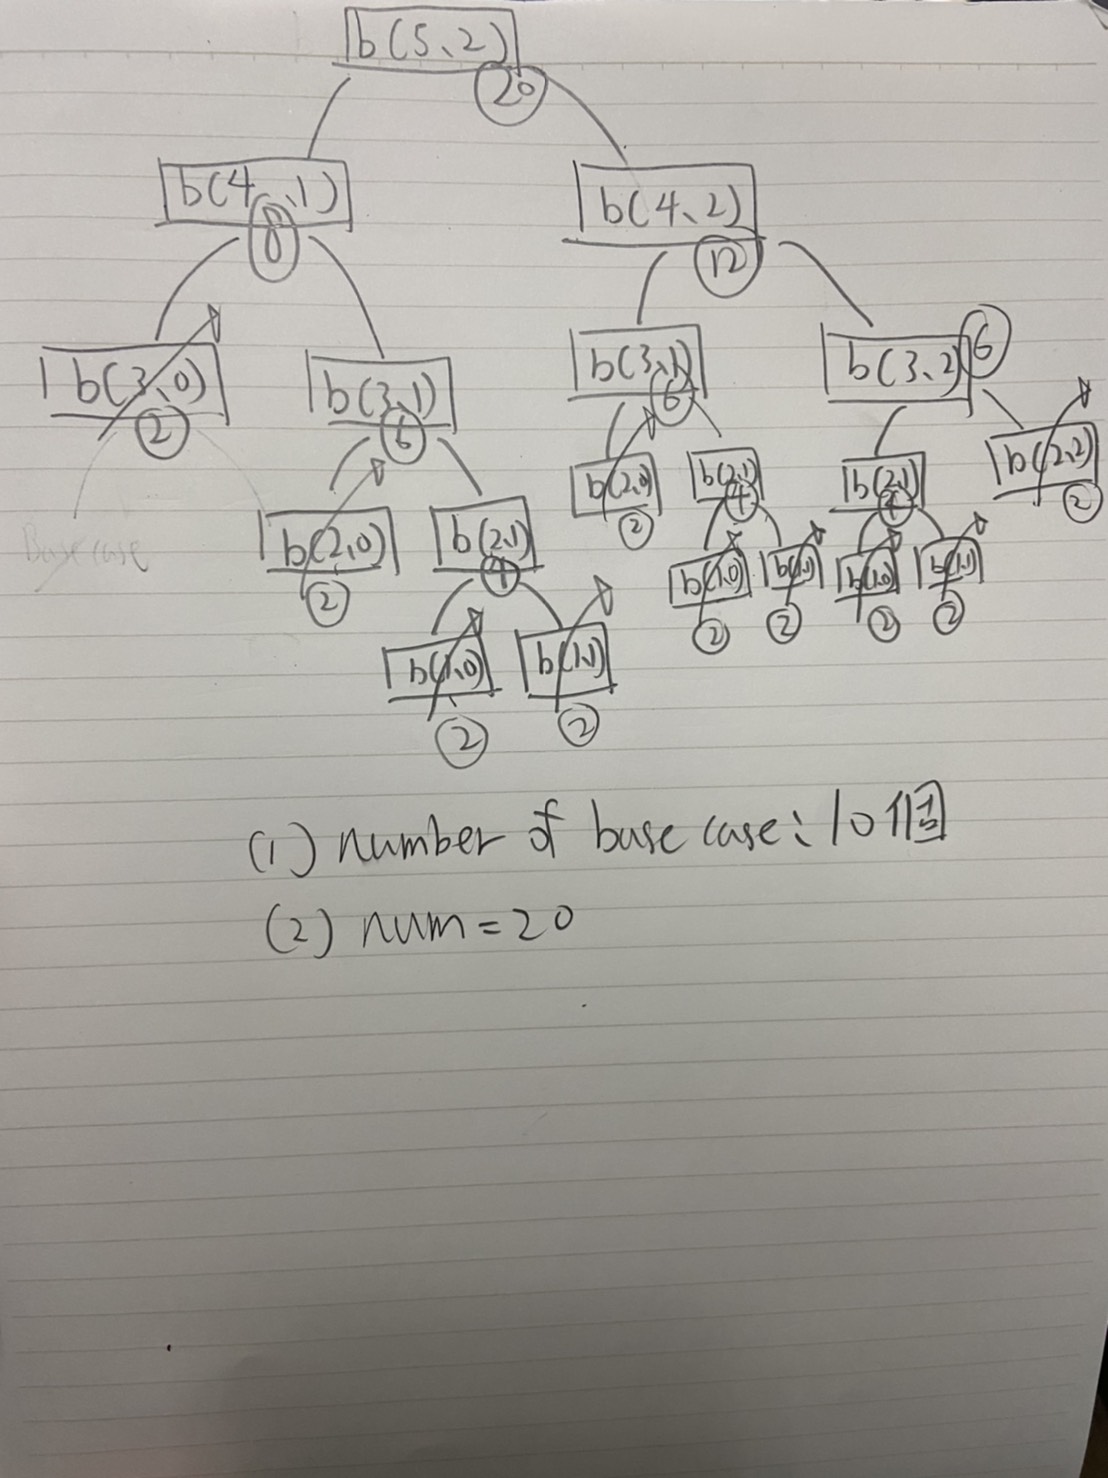 b(5、2)
20
b(4、1) b(4、2)
8 12
b(3、0) b(3、1) b(3、1) b(3、2) 6
2 6 6
b(2、0) b(2、1) b(2、0) b(2、1) b(2、1) b(2、2)
2 4 2 4 4 2
b(1、0) b(1、1) b(1、0) b(1、1) b(1、0) b(1、1)
2 2 2 2 2 2
Base case
(1) number of base case: 10個
(2) num = 20